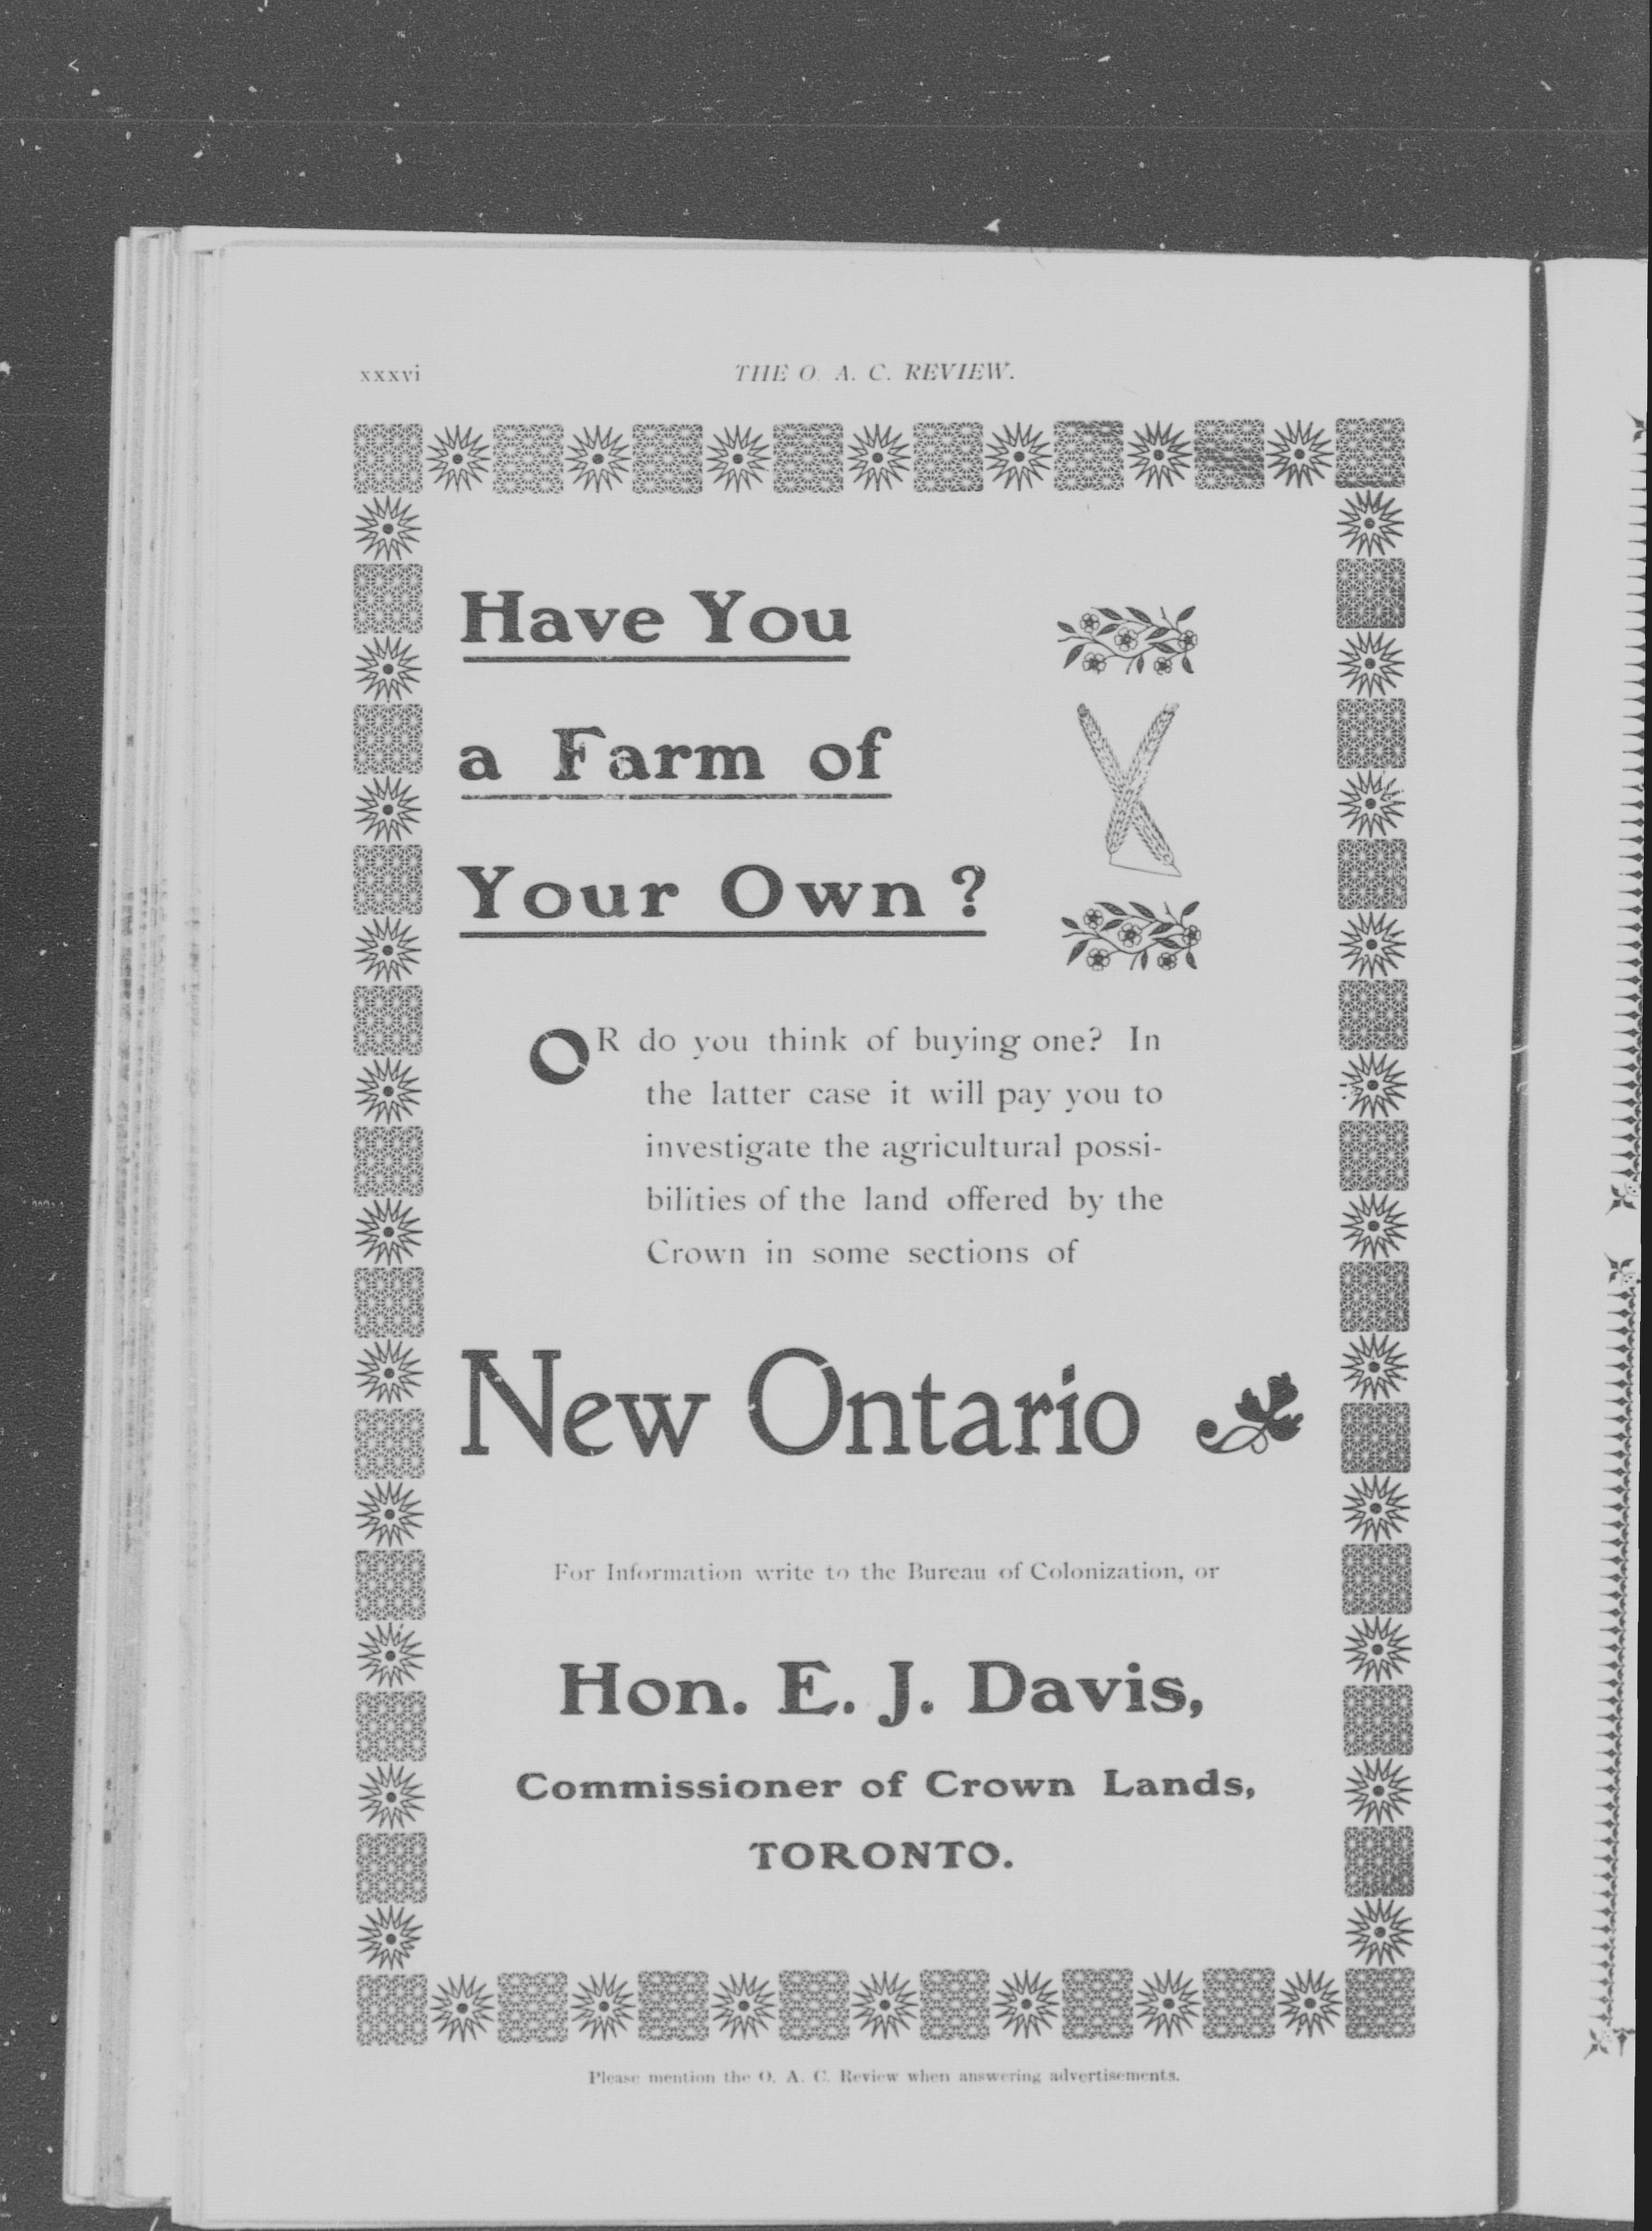 xxxvi
THE O. A. C. REVIEW.
Have You
a Farm of
Your Own?
OR do you think of buying one? In
the latter case it will pay you to
investigate the agricultural possi-
bilities of the land offered by the
Crown in some sections of
New Ontario
For Information write to the Bureau of Colonization, or
Hon. E. J. Davis,
Commissioner of Crown Lands,
TORONTO.
Please mention the O. A. C. Review when answering advertisements.